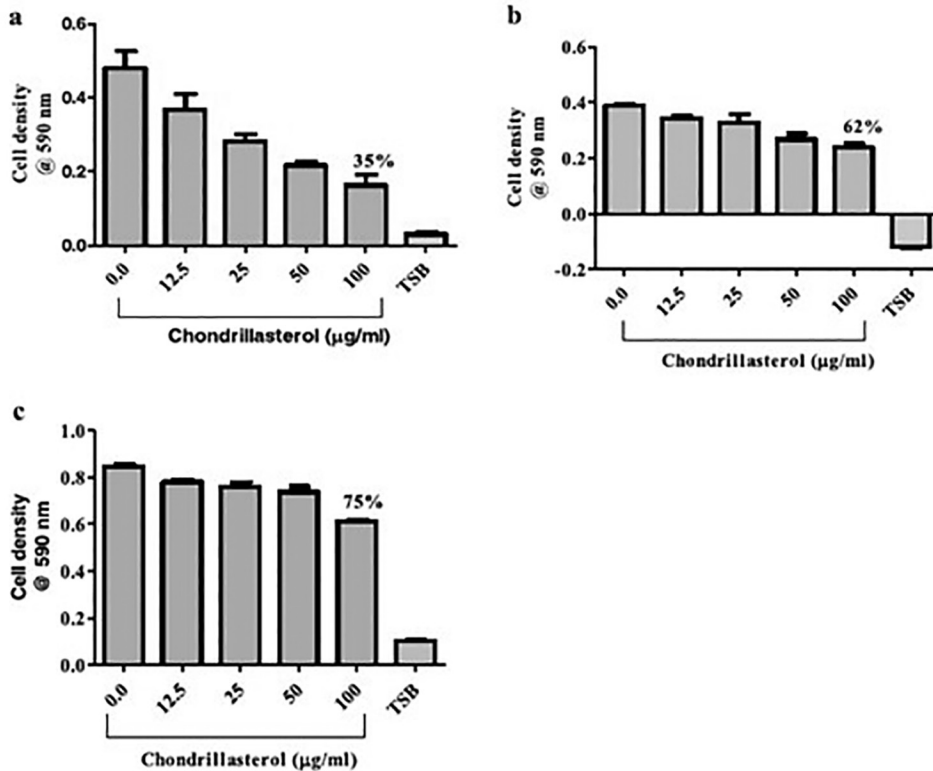 a
Cell density
@ 590 nm
0.6
0.4
0.2
0.0
35%
0.0
12.5
25
50
100
TSB
Chondrillasterol (μg/ml)
b
Cell density
@ 590 nm
0.6
0.4
0.2
0.0
-0.2
62%
0.0
12.5
25
50
100
TSB
Chondrillasterol (μg/ml)
c
Cell density
@ 590 nm
1.0
0.8
0.6
0.4
0.2
0.0
75%
0.0
12.5
25
50
100
TSB
Chondrillasterol (μg/ml)